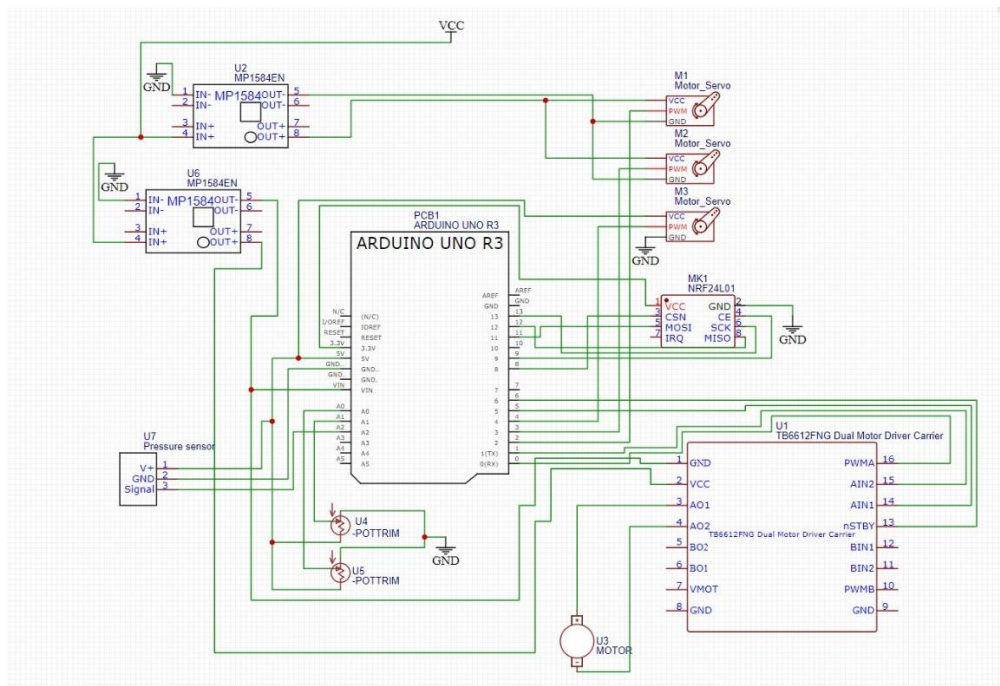 VCC
U2
MP1584EN
GND
1 IN- MP1584 OUT- 5
2 IN- OUT- 6
3 IN+ OUT+ 7
4 IN+ OUT+ 8
M1
Motor_Servo
VCC
PWM
GND
M2
Motor_Servo
VCC
PWM
GND
U6
MP1584EN
GND
1 IN- MP1584 OUT- 5
2 IN- OUT- 6
3 IN+ OUT+ 7
4 IN+ OUT+ 8
M3
Motor_Servo
VCC
PWM
GND
GND
PCB1
ARDUINO UNO R3
ARDUINO UNO R3
AREF AREF
GND GND
N/C (N/C) 13 13
I/OREF IOREF 12 12
RESET RESET 11 11
3.3V 3.3V 10 10
5V 5V 9 9
GND.. GND.. 8 8
GND. GND.
VIN VIN 7 7
6 6
A0 A0 5 5
A1 A1 4 4
A2 A2 3 3
A3 A3 2 2
A4 A4 1(TX) 1
A5 A5 0(RX) 0
MK1
NRF24L01
1 VCC GND 2
3 CSN CE 4
5 MOSI SCK 6
7 IRQ MISO 8
GND
U7
Pressure sensor
V+ 1
GND 2
Signal 3
U4
-POTTRIM
U5
-POTTRIM
GND
U1
TB6612FNG Dual Motor Driver Carrier
1 GND PWMA 16
2 VCC AIN2 15
3 AO1 AIN1 14
4 AO2 nSTBY 13
TB6612FNG Dual Motor Driver Carrier
5 BO2 BIN1 12
6 BO1 BIN2 11
7 VMOT PWMB 10
8 GND GND 9
U3
MOTOR